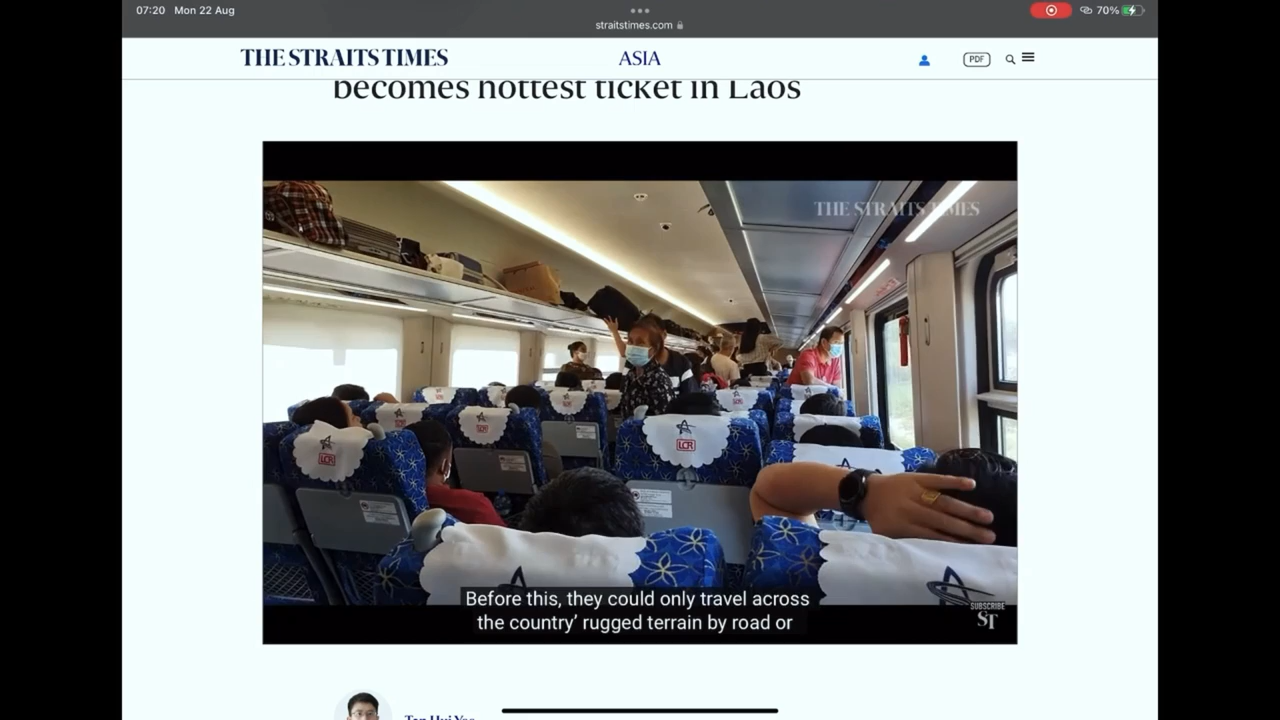 07:20 Mon 22 Aug
straitstimes.com
70%
THE STRAITS TIMES
ASIA
PDF
becomes hottest ticket in Laos
THE STRAITS TIMES
LCR
LCR
LCR
Before this, they could only travel across
the country’ rugged terrain by road or
SUBSCRIBE
ST